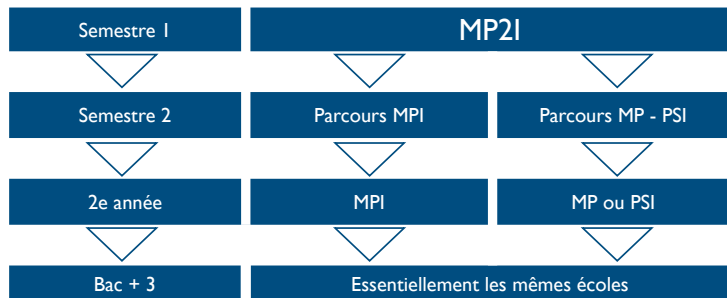 Semestre 1
MP2I
Semestre 2
Parcours MPI
Parcours MP - PSI
2e année
MPI
MP ou PSI
Bac + 3
Essentiellement les mêmes écoles